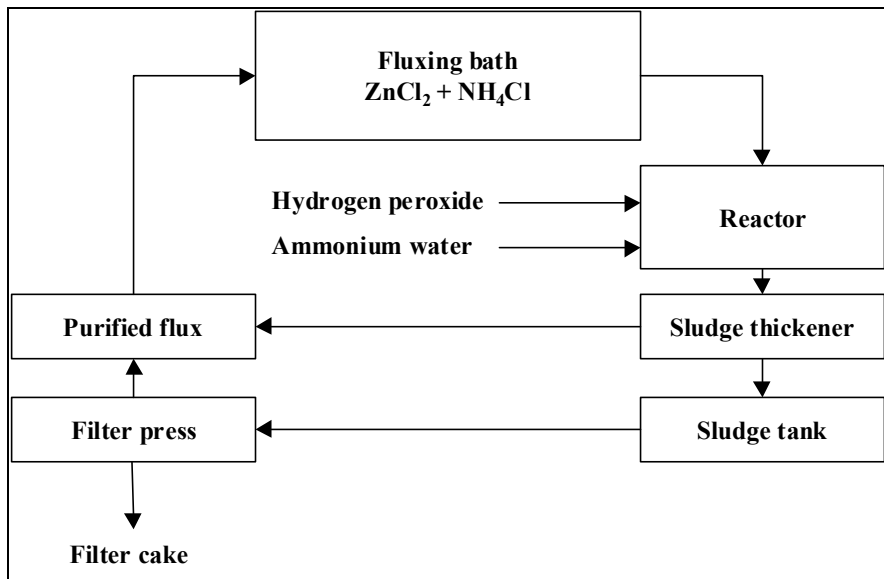 Fluxing bath
ZnCl₂ + NH₄Cl
Hydrogen peroxide
Reactor
Ammonium water
Purified flux
Sludge thickener
Filter press
Sludge tank
Filter cake